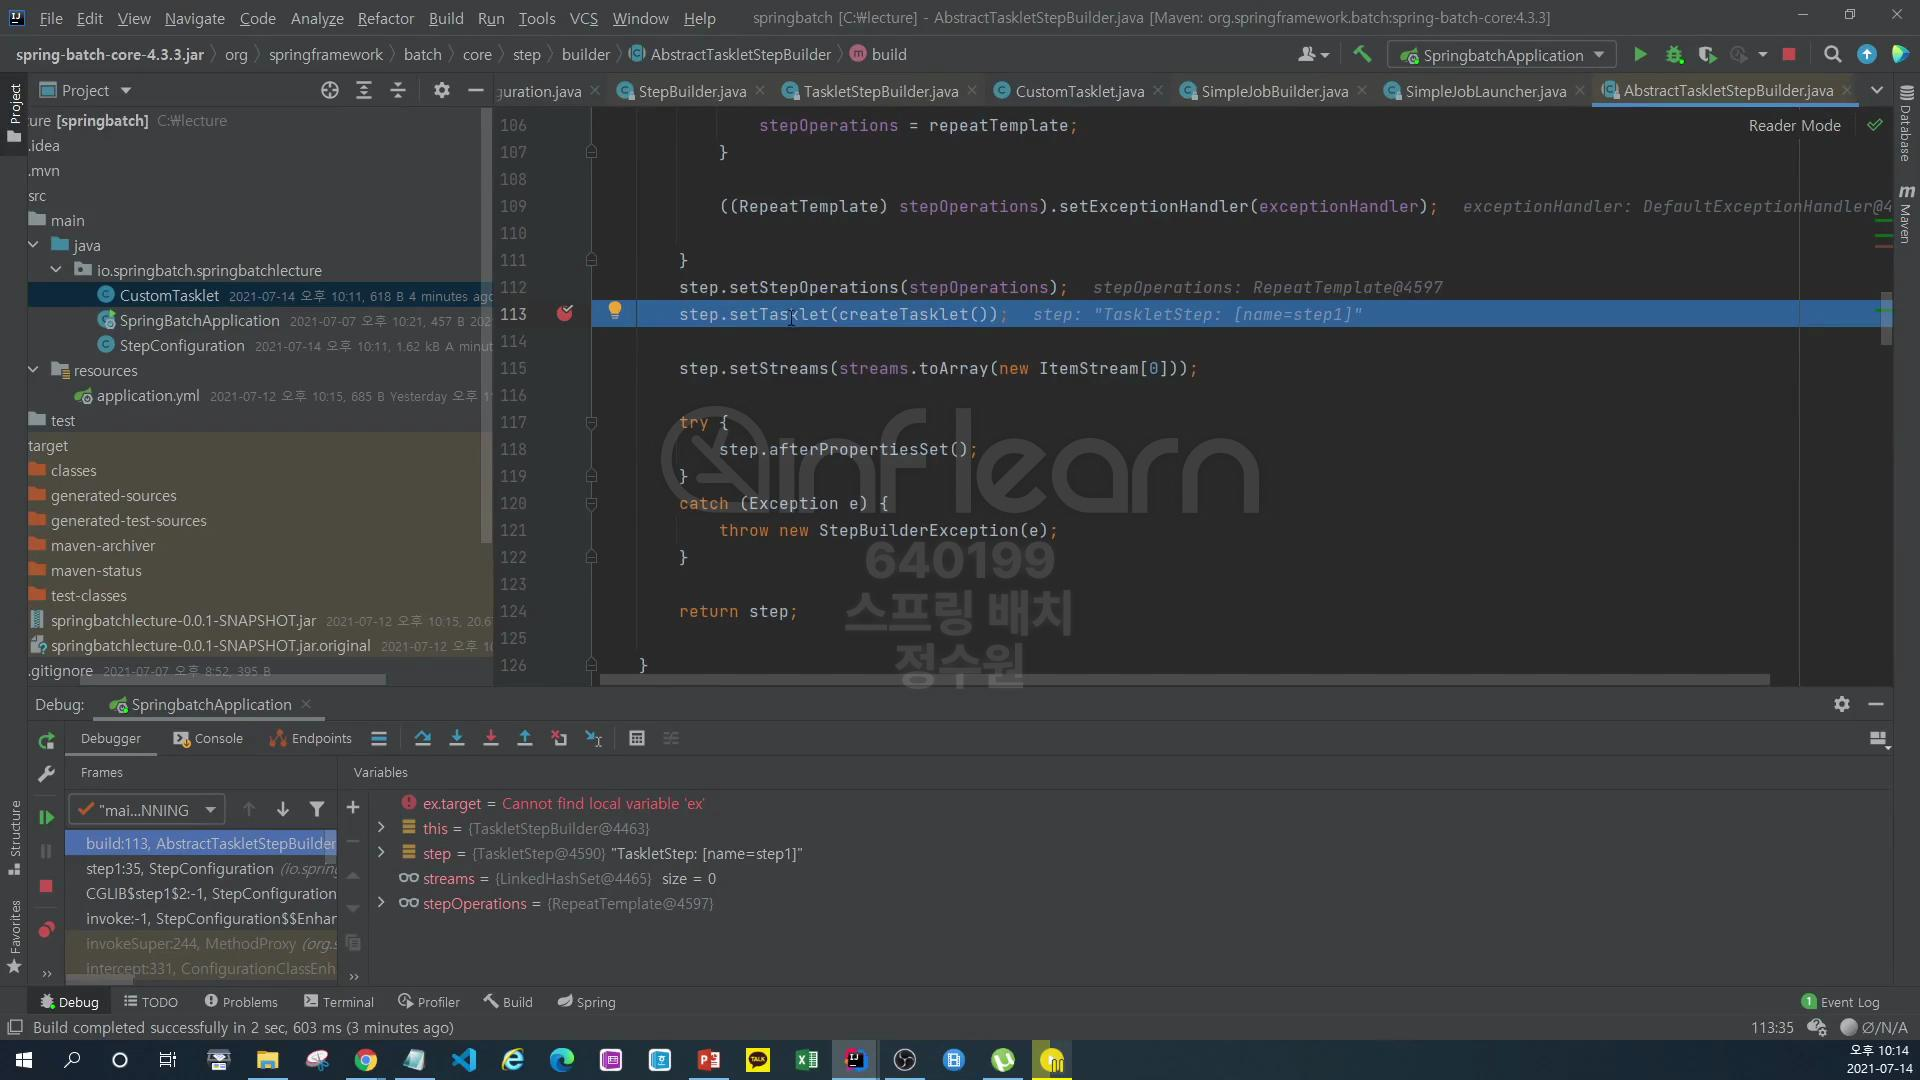 File Edit View Navigate Code Analyze Refactor Build Run Tools VCS Window Help springbatch [C:₩lecture] - AbstractTaskletStepBuilder.java [Maven: org.springframework.batch:spring-batch-core:4.3.3]
spring-batch-core-4.3.3.jar org springframework batch core step builder AbstractTaskletStepBuilder build SpringbatchApplication
Project uration.java StepBuilder.java TaskletStepBuilder.java CustomTasklet.java SimpleJobBuilder.java SimpleJobLauncher.java AbstractTaskletStepBuilder.java
Project
Structure
Favorites
Database
Maven
ure [springbatch] C:₩lecture
.idea
.mvn
src
main
java
io.springbatch.springbatchlecture
CustomTasklet 2021-07-14 오후 10:11, 618 B 4 minutes ago
SpringBatchApplication 2021-07-07 오후 10:21, 457 B 202
StepConfiguration 2021-07-14 오후 10:11, 1.62 kB A minut
resources
application.yml 2021-07-12 오후 10:15, 685 B Yesterday 오후 1
test
target
classes
generated-sources
generated-test-sources
maven-archiver
maven-status
test-classes
springbatchlecture-0.0.1-SNAPSHOT.jar 2021-07-12 오후 10:15, 20.6
springbatchlecture-0.0.1-SNAPSHOT.jar.original 2021-07-12 오후 10
.gitignore 2021-07-07 오후 8:52, 395 B
Reader Mode
106 stepOperations = repeatTemplate;
107 }
108
109 ((RepeatTemplate) stepOperations).setExceptionHandler(exceptionHandler); exceptionHandler: DefaultExceptionHandler@4
110
111 }
112 step.setStepOperations(stepOperations); stepOperations: RepeatTemplate@4597
113 step.setTasklet(createTasklet()); step: "TaskletStep: [name=step1]"
114
115 step.setStreams(streams.toArray(new ItemStream[0]));
116
117 try {
118 step.afterPropertiesSet();
119 }
120 catch (Exception e) {
121 throw new StepBuilderException(e);
122 }
123
124 return step;
125
126 }
inflearn
640199
스프링 배치
정수원
Debug: SpringbatchApplication
Debugger Console Endpoints
Frames
"mai...NNING
build:113, AbstractTaskletStepBuilder
step1:35, StepConfiguration (io.spring
CGLIB$step1$2:-1, StepConfiguration
invoke:-1, StepConfiguration$$Enhan
invokeSuper:244, MethodProxy (org.s
intercept:331, ConfigurationClassEnh
Variables
ex.target = Cannot find local variable 'ex'
this = {TaskletStepBuilder@4463}
step = {TaskletStep@4590} "TaskletStep: [name=step1]"
streams = {LinkedHashSet@4465} size = 0
stepOperations = {RepeatTemplate@4597}
Debug TODO Problems Terminal Profiler Build Spring 1 Event Log
Build completed successfully in 2 sec, 603 ms (3 minutes ago) 113:35 Ø/N/A
TALK
오후 10:14
2021-07-14